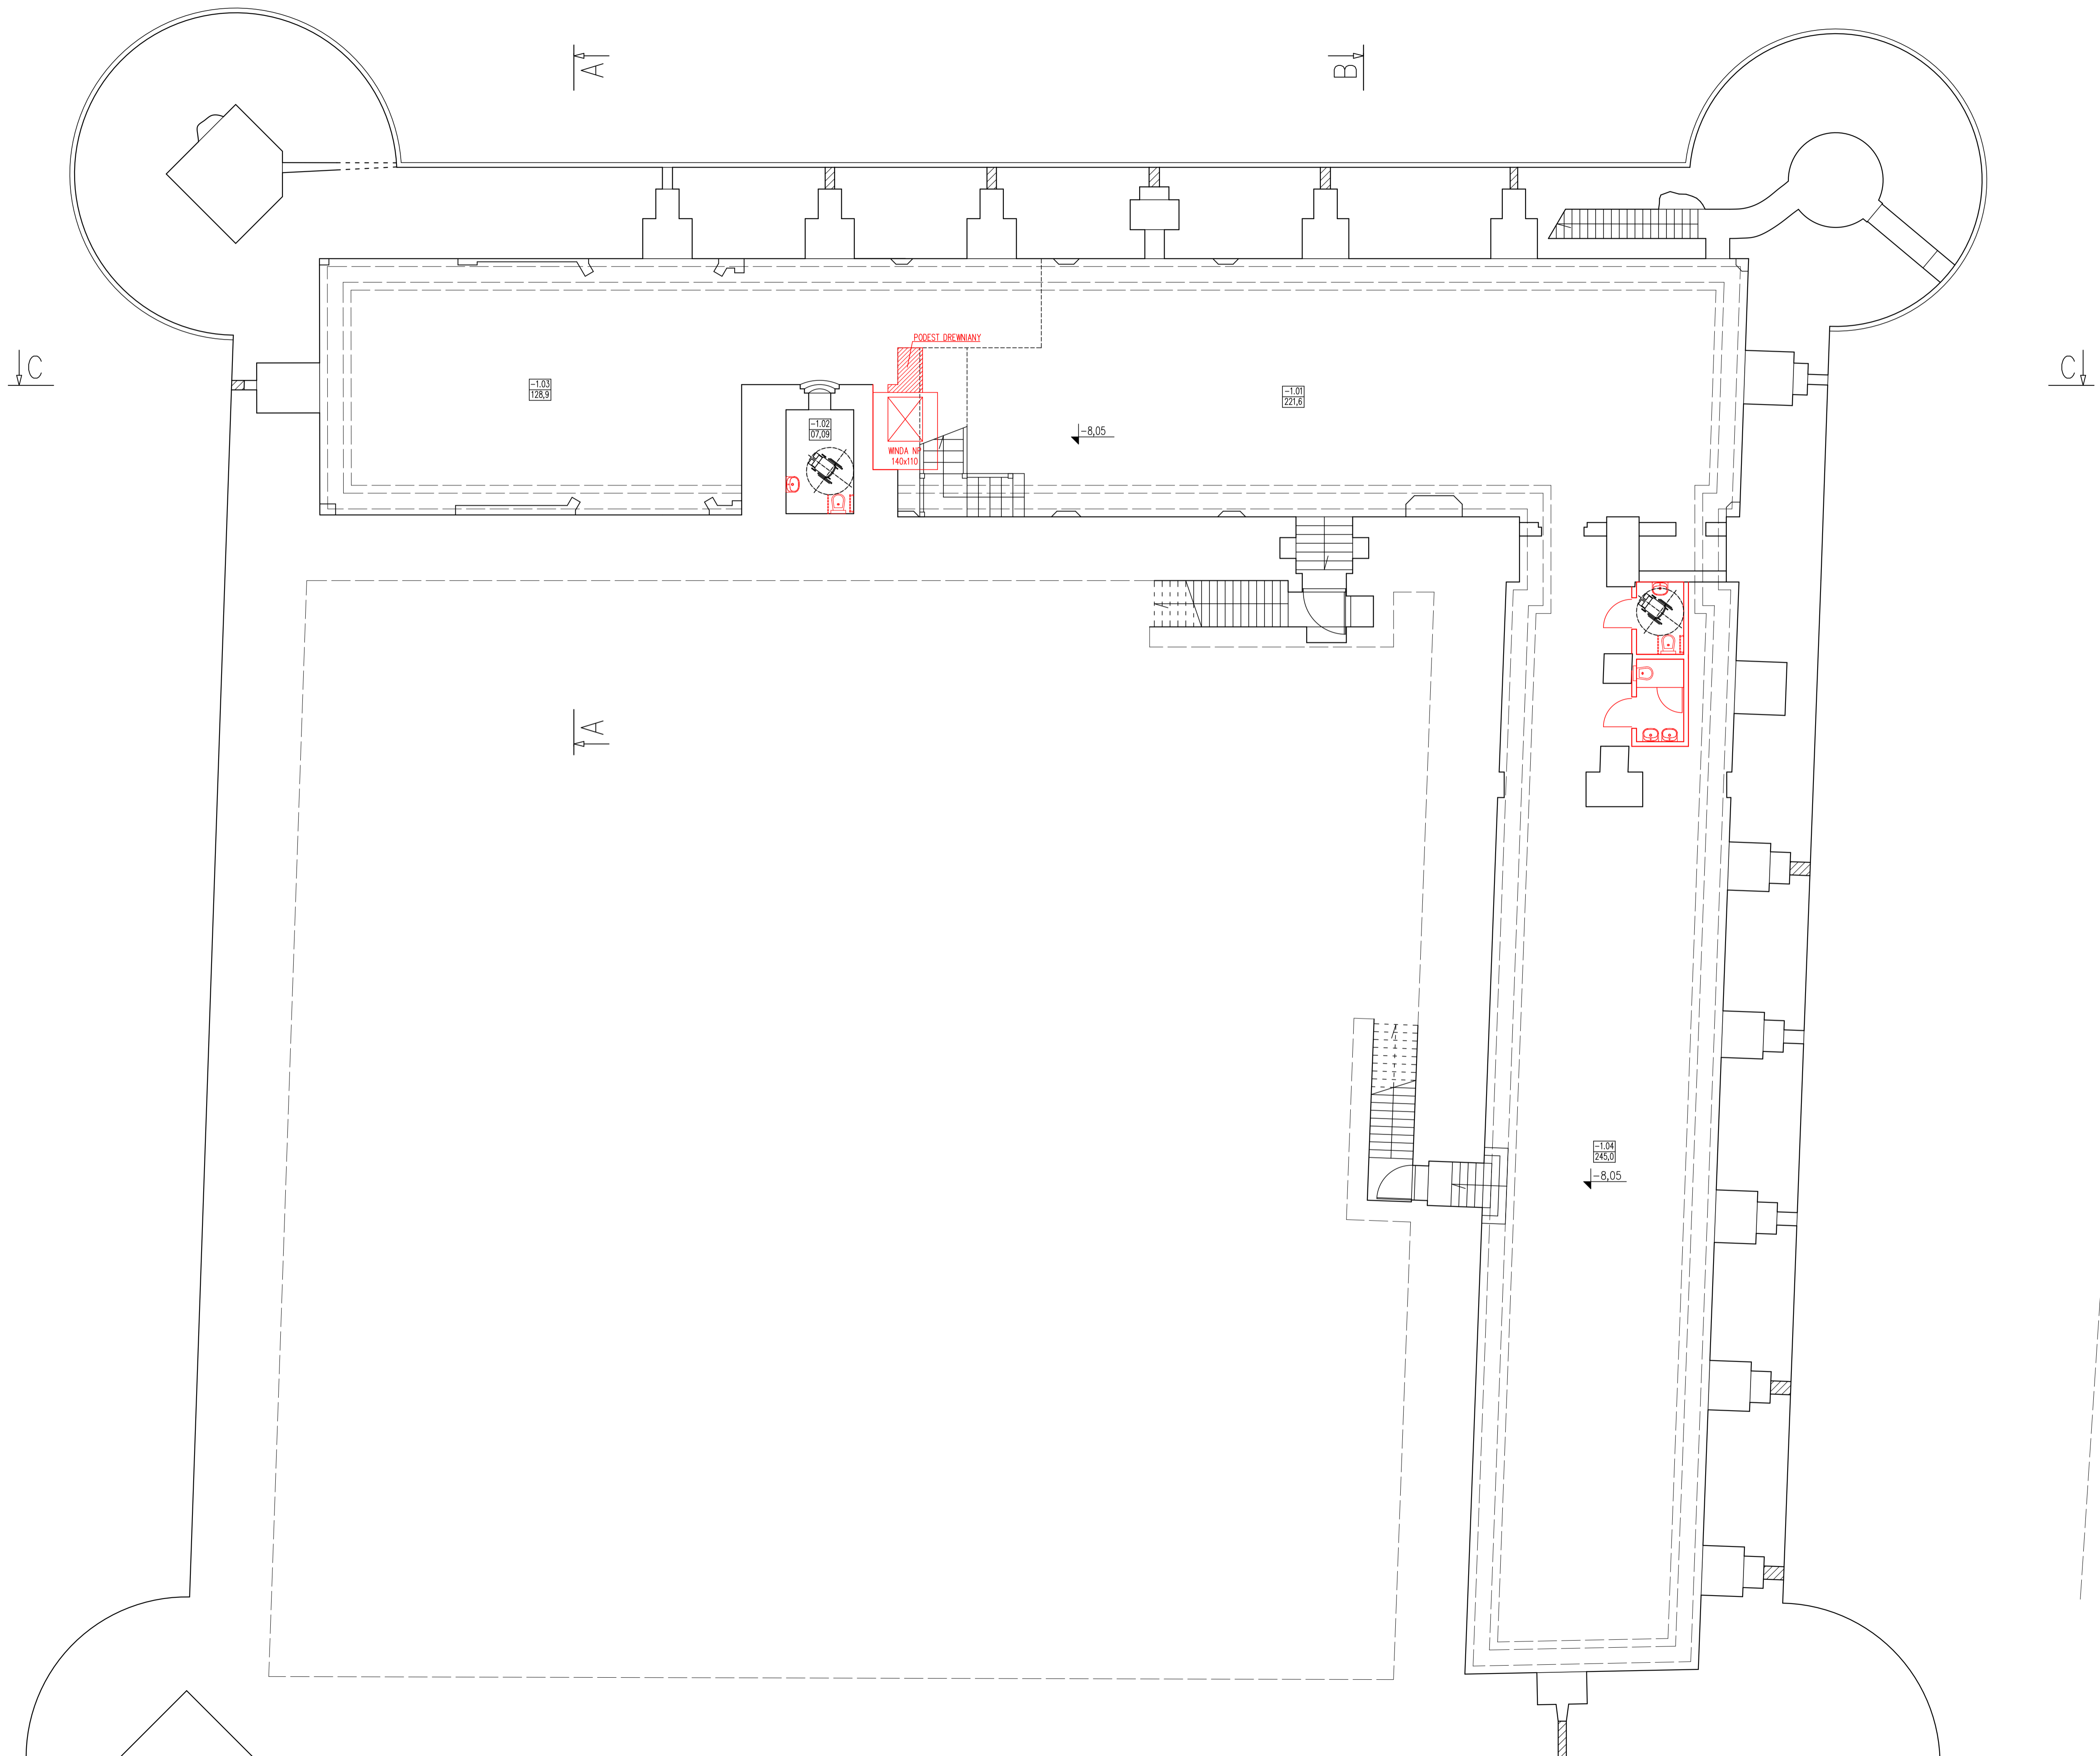 A
B
PODEST DREWNIANY
C
C
-1.03
128,9
-1.01
221,6
-1.02
07,09
-8,05
WINDA NP
140x110
A
-1.04
245,0
-8,05